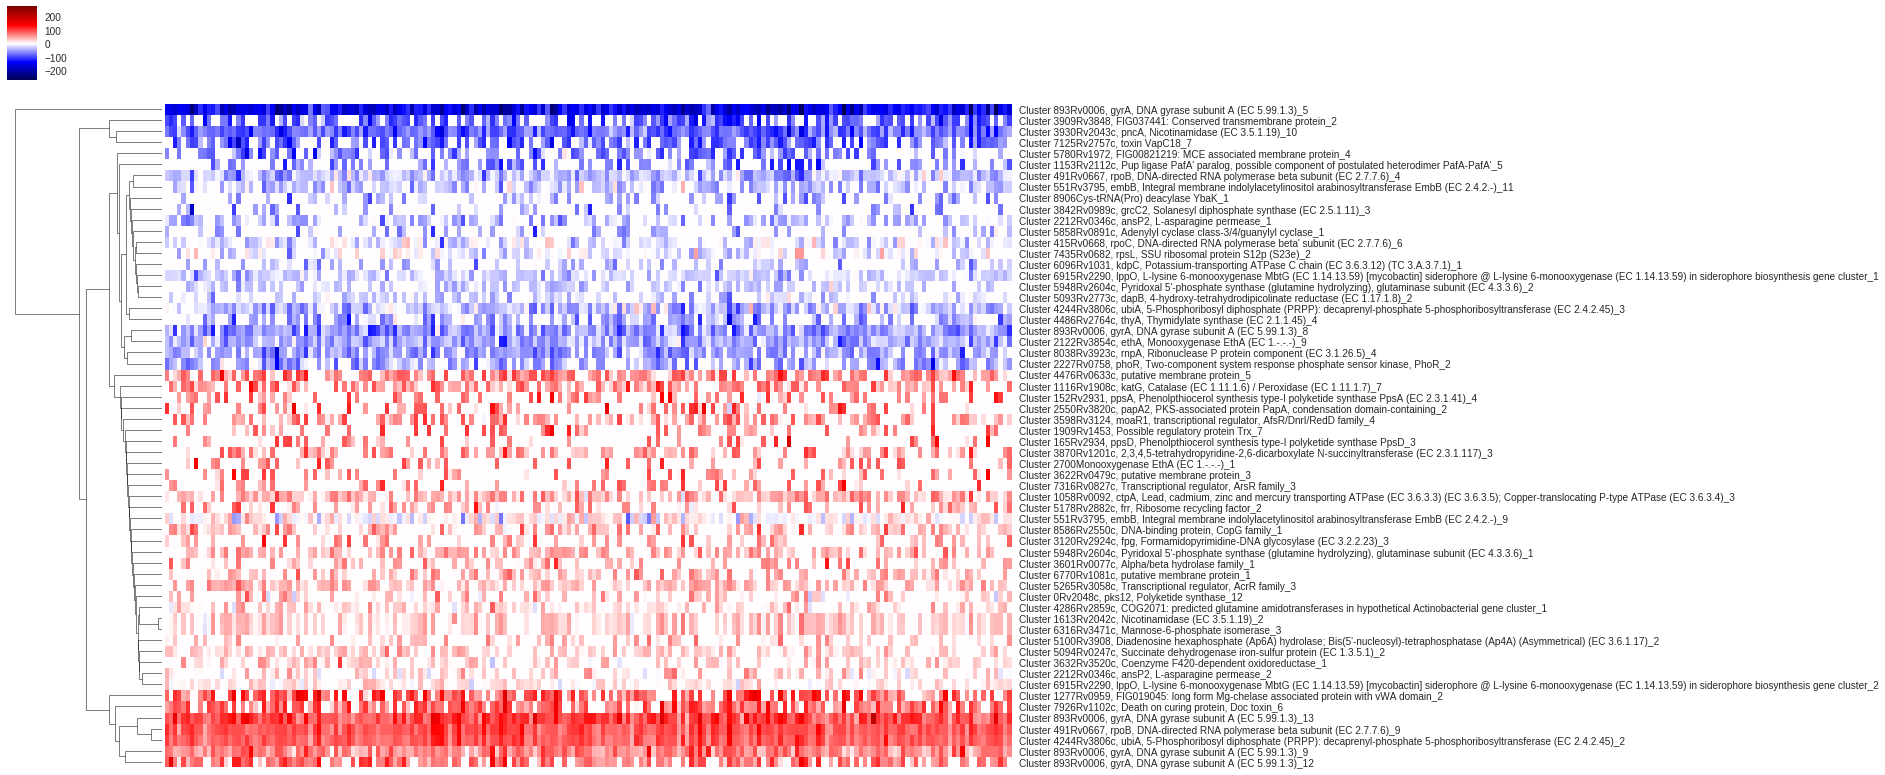 200
100
0
−100
−200
Cluster 893Rv0006, gyrA, DNA gyrase subunit A (EC 5.99.1.3)_5
Cluster 3909Rv3848, FIG037441: Conserved transmembrane protein_2
Cluster 3930Rv2043c, pncA, Nicotinamidase (EC 3.5.1.19)_10
Cluster 7125Rv2757c, toxin VapC18_7
Cluster 5780Rv1972, FIG00821219: MCE associated membrane protein_4
Cluster 1153Rv2112c, Pup ligase PafA' paralog, possible component of postulated heterodimer PafA-PafA'_5
Cluster 491Rv0667, rpoB, DNA-directed RNA polymerase beta subunit (EC 2.7.7.6)_4
Cluster 551Rv3795, embB, Integral membrane indolylacetylinositol arabinosyltransferase EmbB (EC 2.4.2.-)_11
Cluster 8906Cys-tRNA(Pro) deacylase YbaK_1
Cluster 3842Rv0989c, grcC2, Solanesyl diphosphate synthase (EC 2.5.1.11)_3
Cluster 2212Rv0346c, ansP2, L-asparagine permease_1
Cluster 5858Rv0891c, Adenylyl cyclase class-3/4/guanylyl cyclase_1
Cluster 415Rv0668, rpoC, DNA-directed RNA polymerase beta' subunit (EC 2.7.7.6)_6
Cluster 7435Rv0682, rpsL, SSU ribosomal protein S12p (S23e)_2
Cluster 6096Rv1031, kdpC, Potassium-transporting ATPase C chain (EC 3.6.3.12) (TC 3.A.3.7.1)_1
Cluster 6915Rv2290, lppO, L-lysine 6-monooxygenase MbtG (EC 1.14.13.59) [mycobactin] siderophore @ L-lysine 6-monooxygenase (EC 1.14.13.59) in siderophore biosynthesis gene cluster_1
Cluster 5948Rv2604c, Pyridoxal 5'-phosphate synthase (glutamine hydrolyzing), glutaminase subunit (EC 4.3.3.6)_2
Cluster 5093Rv2773c, dapB, 4-hydroxy-tetrahydrodipicolinate reductase (EC 1.17.1.8)_2
Cluster 4244Rv3806c, ubiA, 5-Phosphoribosyl diphosphate (PRPP): decaprenyl-phosphate 5-phosphoribosyltransferase (EC 2.4.2.45)_3
Cluster 4486Rv2764c, thyA, Thymidylate synthase (EC 2.1.1.45)_4
Cluster 893Rv0006, gyrA, DNA gyrase subunit A (EC 5.99.1.3)_8
Cluster 2122Rv3854c, ethA, Monooxygenase EthA (EC 1.-.-.-)_9
Cluster 8038Rv3923c, rnpA, Ribonuclease P protein component (EC 3.1.26.5)_4
Cluster 2227Rv0758, phoR, Two-component system response phosphate sensor kinase, PhoR_2
Cluster 4476Rv0633c, putative membrane protein_5
Cluster 1116Rv1908c, katG, Catalase (EC 1.11.1.6) / Peroxidase (EC 1.11.1.7)_7
Cluster 152Rv2931, ppsA, Phenolpthiocerol synthesis type-I polyketide synthase PpsA (EC 2.3.1.41)_4
Cluster 2550Rv3820c, papA2, PKS-associated protein PapA, condensation domain-containing_2
Cluster 3598Rv3124, moaR1, transcriptional regulator, AfsR/DnrI/RedD family_4
Cluster 1909Rv1453, Possible regulatory protein Trx_7
Cluster 165Rv2934, ppsD, Phenolpthiocerol synthesis type-I polyketide synthase PpsD_3
Cluster 3870Rv1201c, 2,3,4,5-tetrahydropyridine-2,6-dicarboxylate N-succinyltransferase (EC 2.3.1.117)_3
Cluster 2700Monooxygenase EthA (EC 1.-.-.-)_1
Cluster 3622Rv0479c, putative membrane protein_3
Cluster 7316Rv0827c, Transcriptional regulator, ArsR family_3
Cluster 1058Rv0092, ctpA, Lead, cadmium, zinc and mercury transporting ATPase (EC 3.6.3.3) (EC 3.6.3.5); Copper-translocating P-type ATPase (EC 3.6.3.4)_3
Cluster 5178Rv2882c, frr, Ribosome recycling factor_2
Cluster 551Rv3795, embB, Integral membrane indolylacetylinositol arabinosyltransferase EmbB (EC 2.4.2.-)_9
Cluster 8586Rv2550c, DNA-binding protein, CopG family_1
Cluster 3120Rv2924c, fpg, Formamidopyrimidine-DNA glycosylase (EC 3.2.2.23)_3
Cluster 5948Rv2604c, Pyridoxal 5'-phosphate synthase (glutamine hydrolyzing), glutaminase subunit (EC 4.3.3.6)_1
Cluster 3601Rv0077c, Alpha/beta hydrolase family_1
Cluster 6770Rv1081c, putative membrane protein_1
Cluster 5265Rv3058c, Transcriptional regulator, AcrR family_3
Cluster 0Rv2048c, pks12, Polyketide synthase_12
Cluster 4286Rv2859c, COG2071: predicted glutamine amidotransferases in hypothetical Actinobacterial gene cluster_1
Cluster 1613Rv2042c, Nicotinamidase (EC 3.5.1.19)_2
Cluster 6316Rv3471c, Mannose-6-phosphate isomerase_3
Cluster 5100Rv3908, Diadenosine hexaphosphate (Ap6A) hydrolase; Bis(5'-nucleosyl)-tetraphosphatase (Ap4A) (Asymmetrical) (EC 3.6.1.17)_2
Cluster 5094Rv0247c, Succinate dehydrogenase iron-sulfur protein (EC 1.3.5.1)_2
Cluster 3632Rv3520c, Coenzyme F420-dependent oxidoreductase_1
Cluster 2212Rv0346c, ansP2, L-asparagine permease_2
Cluster 6915Rv2290, lppO, L-lysine 6-monooxygenase MbtG (EC 1.14.13.59) [mycobactin] siderophore @ L-lysine 6-monooxygenase (EC 1.14.13.59) in siderophore biosynthesis gene cluster_2
Cluster 1277Rv0959, FIG019045: long form Mg-chelase associated protein with vWA domain_2
Cluster 7926Rv1102c, Death on curing protein, Doc toxin_6
Cluster 893Rv0006, gyrA, DNA gyrase subunit A (EC 5.99.1.3)_13
Cluster 491Rv0667, rpoB, DNA-directed RNA polymerase beta subunit (EC 2.7.7.6)_9
Cluster 4244Rv3806c, ubiA, 5-Phosphoribosyl diphosphate (PRPP): decaprenyl-phosphate 5-phosphoribosyltransferase (EC 2.4.2.45)_2
Cluster 893Rv0006, gyrA, DNA gyrase subunit A (EC 5.99.1.3)_9
Cluster 893Rv0006, gyrA, DNA gyrase subunit A (EC 5.99.1.3)_12